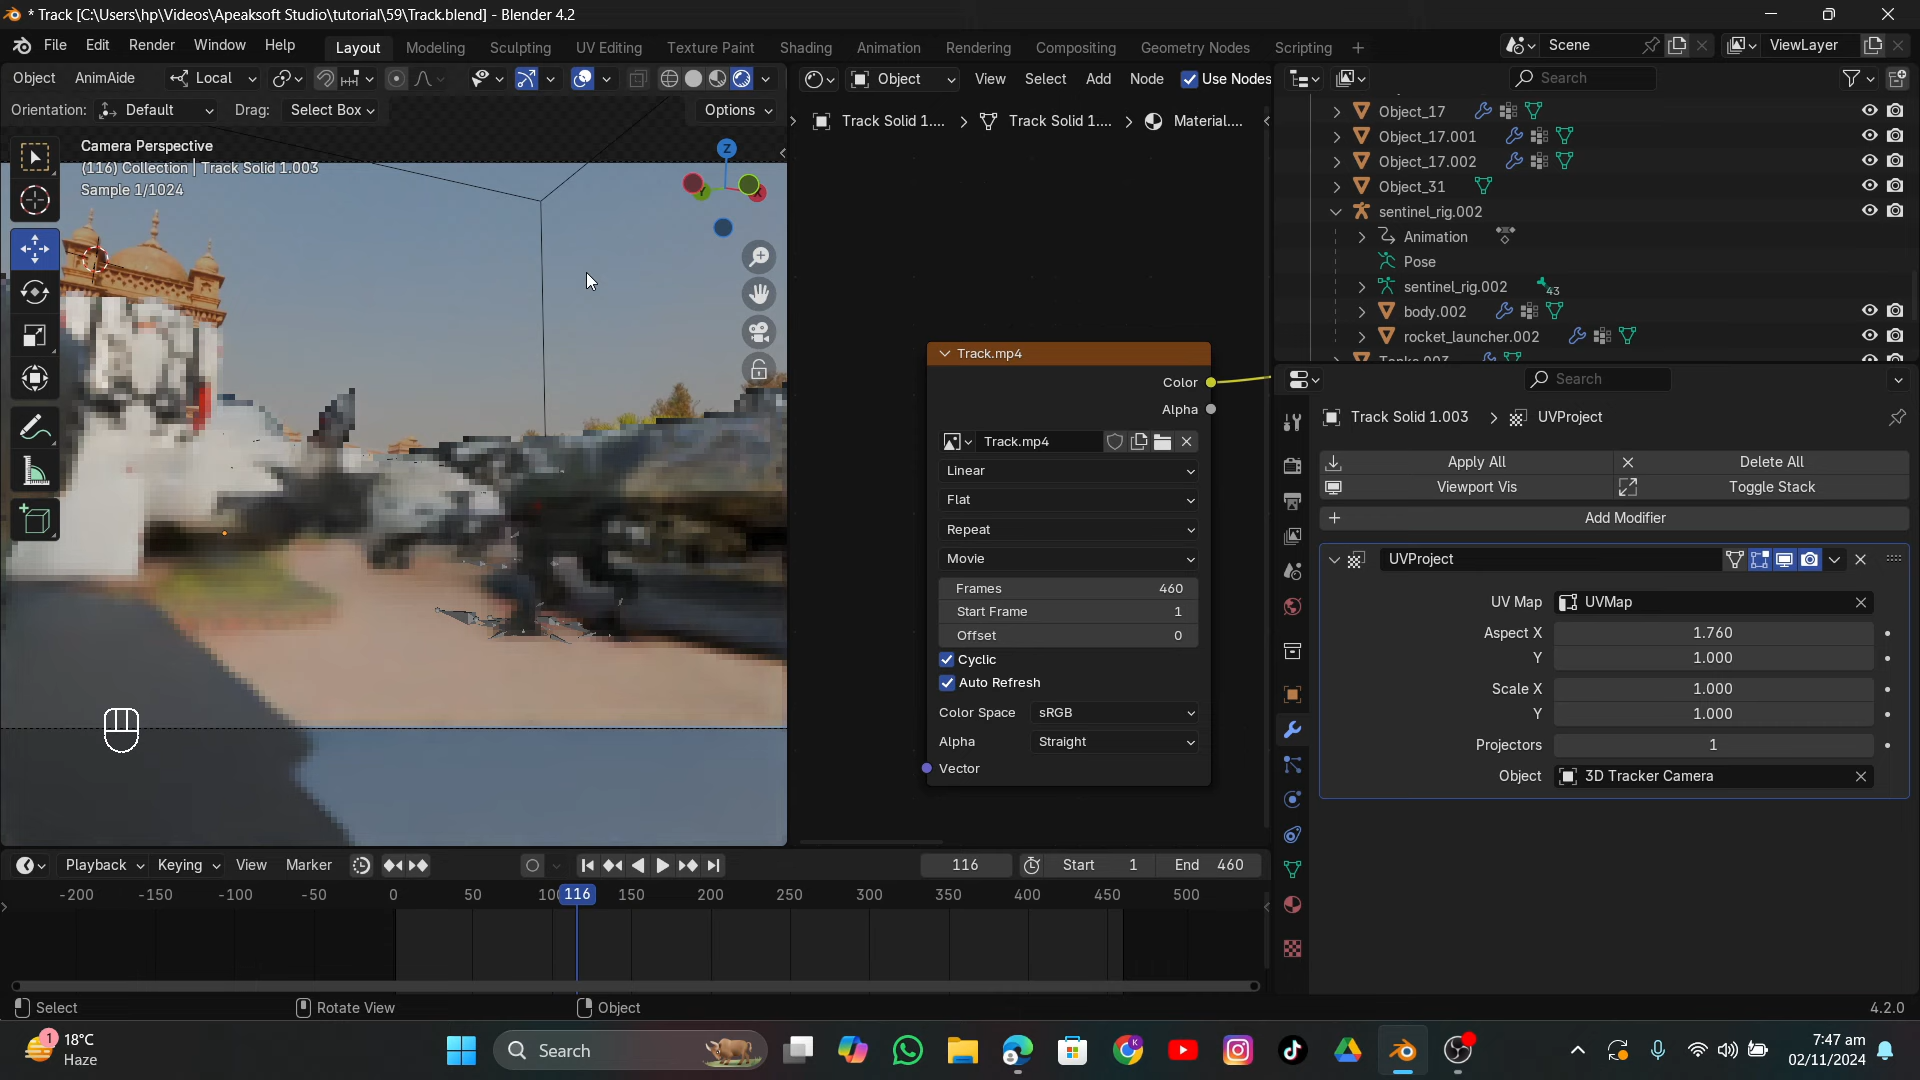 * Track [C:\Users\hp\Videos\Apeaksoft Studio\tutorial\59\Track.blend] - Blender 4.2
File Edit Render Window Help Layout Modeling Sculpting UV Editing Texture Paint Shading Animation Rendering Compositing Geometry Nodes Scripting + Scene ViewLayer
Object AnimAide Local Object View Select Add Node Use Nodes Search
Orientation: Default Drag: Select Box Options
Track Solid 1.... Track Solid 1.... Material....
Camera Perspective
(116) Collection | Track Solid 1.003
Sample 1/1024
Z
Y
X
Track.mp4
Color
Alpha
Track.mp4
Linear
Flat
Repeat
Movie
Frames 460
Start Frame 1
Offset 0
Cyclic
Auto Refresh
Color Space sRGB
Alpha Straight
Vector
Object_17
Object_17.001
Object_17.002
Object_31
sentinel_rig.002
Animation
Pose
sentinel_rig.002 43
body.002
rocket_launcher.002
Search
Track Solid 1.003 UVProject
Apply All Delete All
Viewport Vis Toggle Stack
Add Modifier
UVProject
UV Map UVMap
Aspect X 1.760
Y 1.000
Scale X 1.000
Y 1.000
Projectors 1
Object 3D Tracker Camera
Playback Keying View Marker 116 Start 1 End 460
-200 -150 -100 -50 0 50 116 150 200 250 300 350 400 450 500
Select Rotate View Object 4.2.0
1 18°C
Haze
Search
7:47 am
02/11/2024